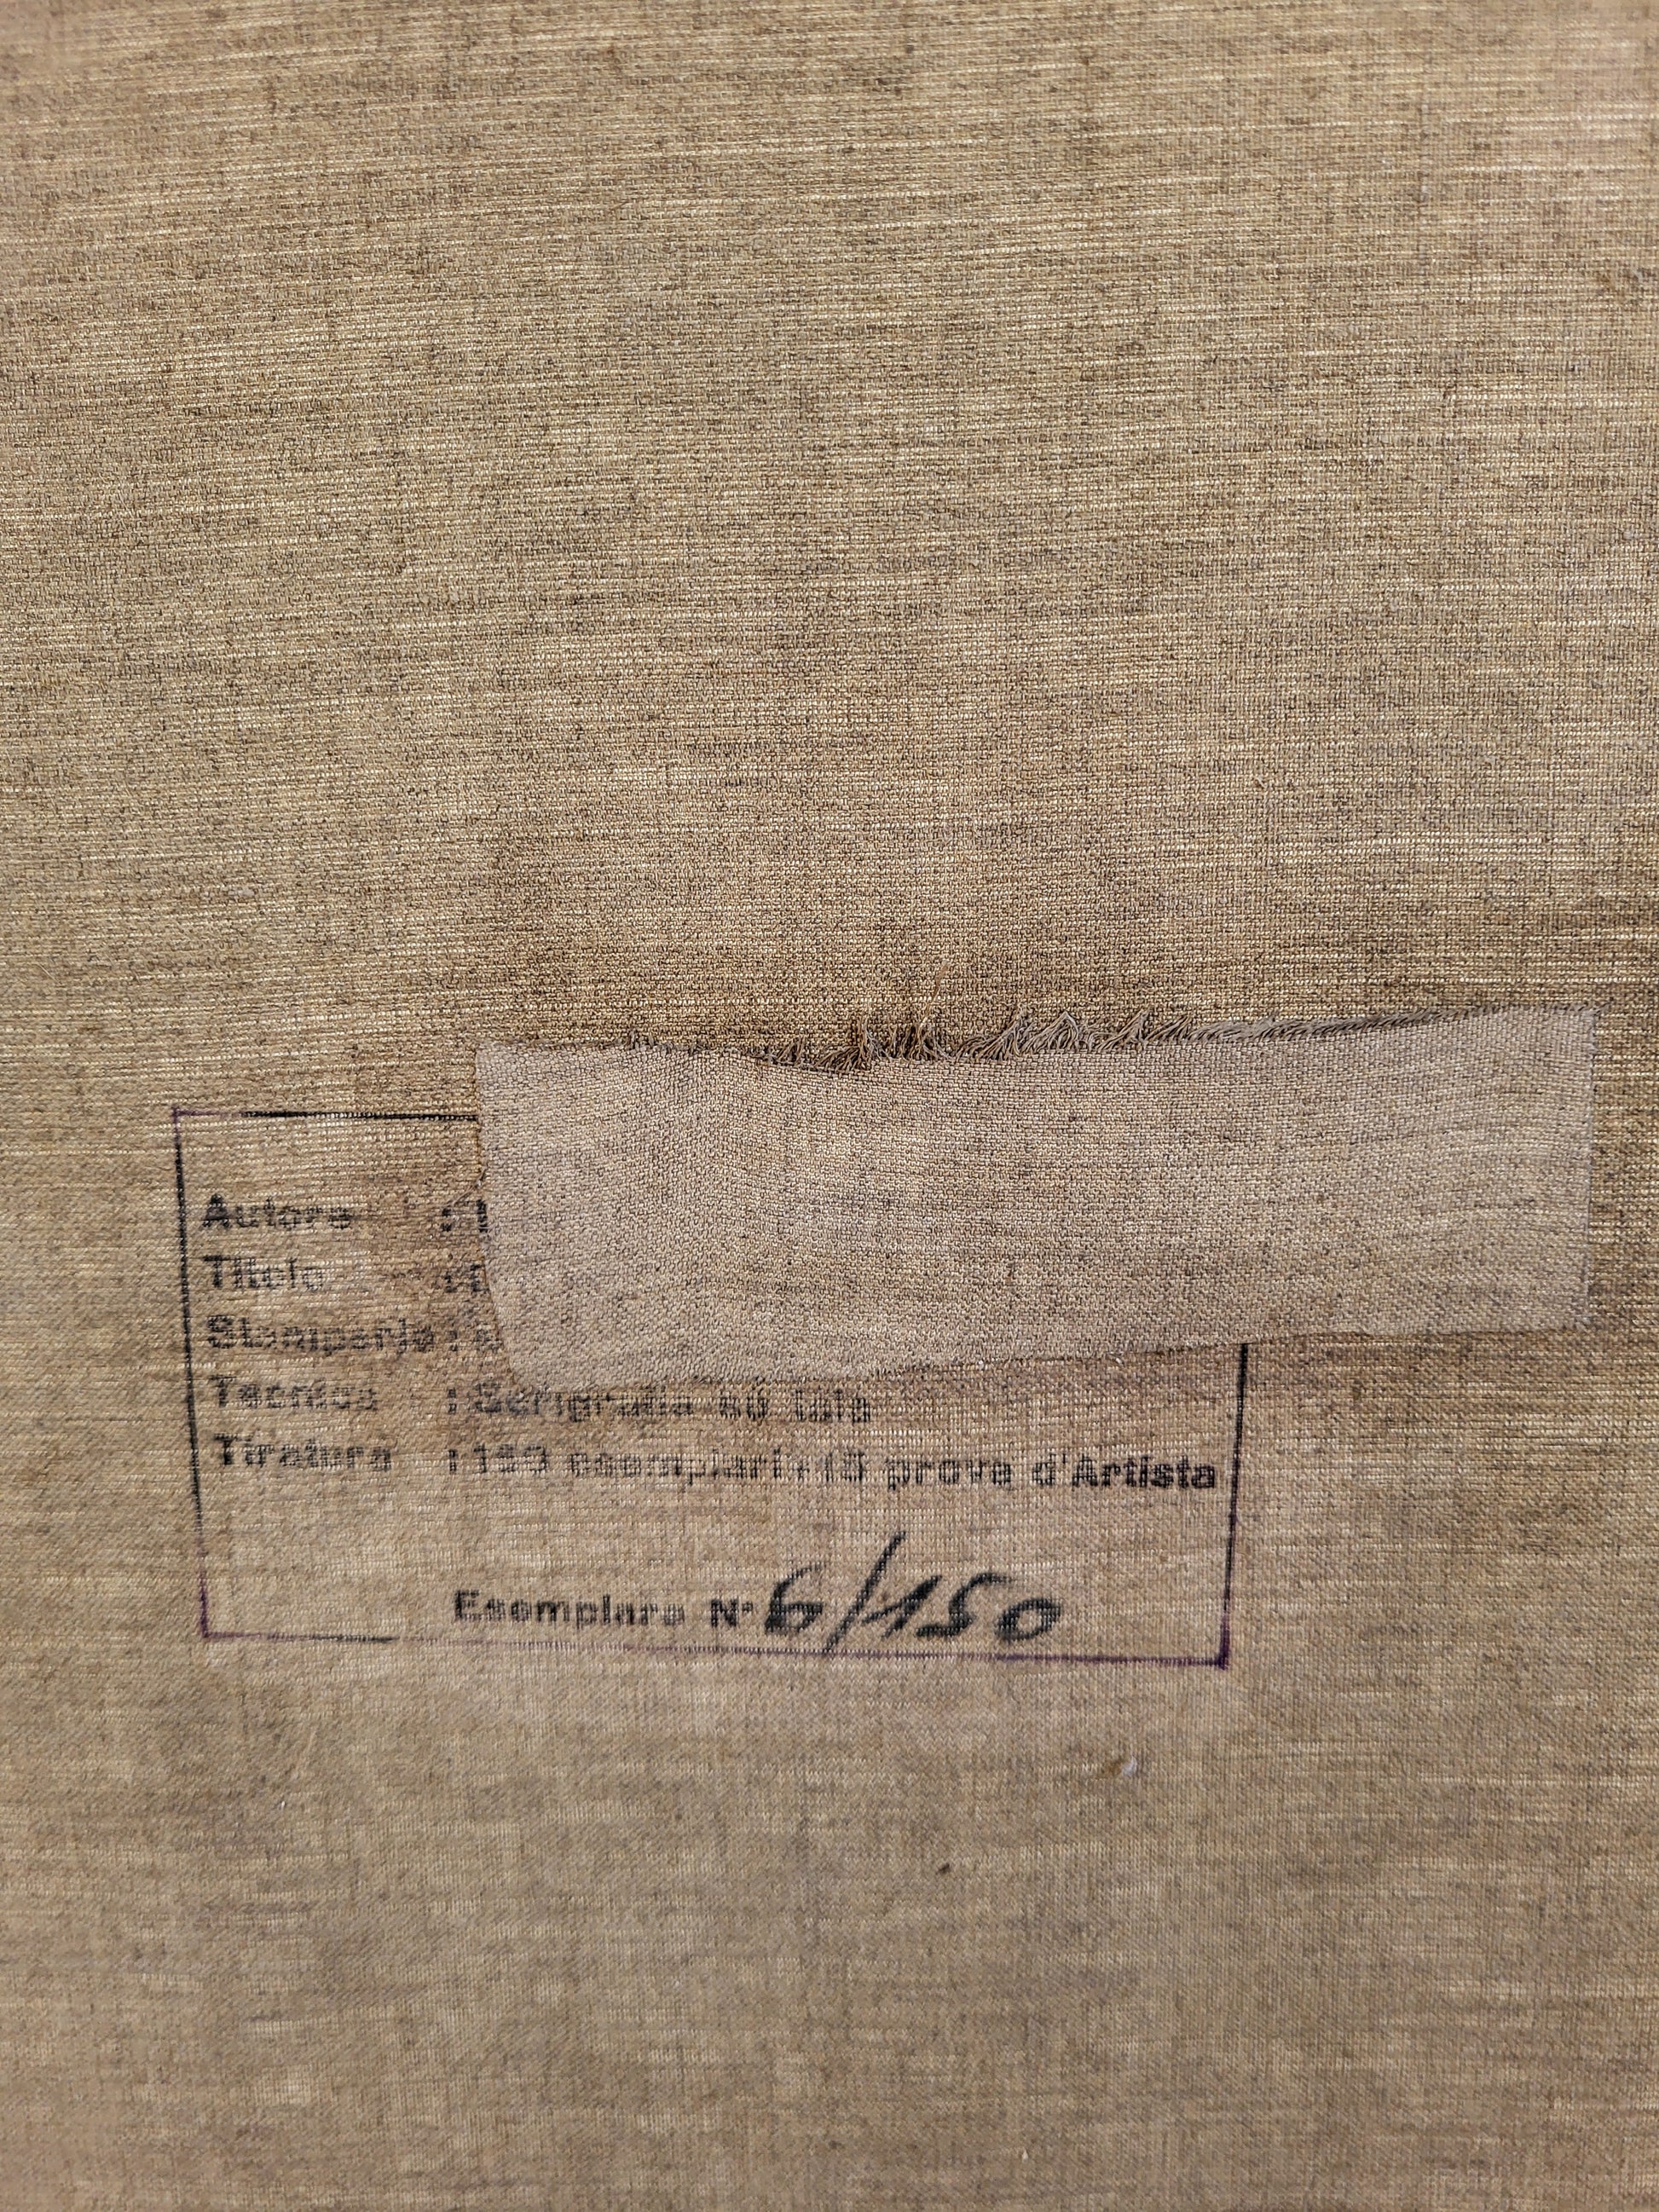 Autore :
Titolo :
Stamperia :
Tecnica : Serigrafia su tela
Tiratura : 150 esemplari+15 prove d'Artista
Esemplare N° 6/150